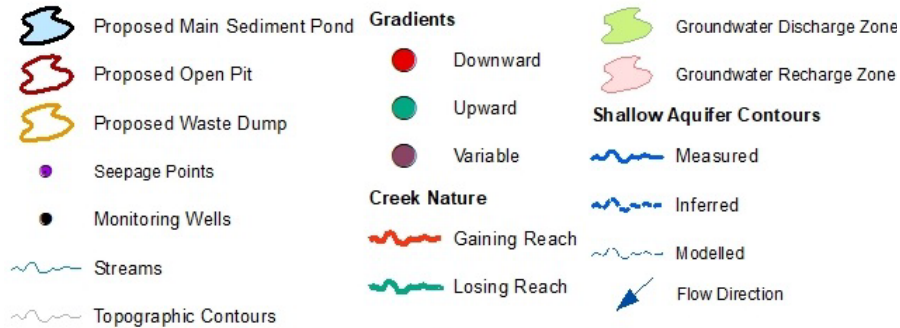 Proposed Main Sediment Pond
Proposed Open Pit
Proposed Waste Dump
Seepage Points
Monitoring Wells
Streams
Topographic Contours
Gradients
Downward
Upward
Variable
Creek Nature
Gaining Reach
Losing Reach
Groundwater Discharge Zone
Groundwater Recharge Zone
Shallow Aquifer Contours
Measured
Inferred
Modelled
Flow Direction